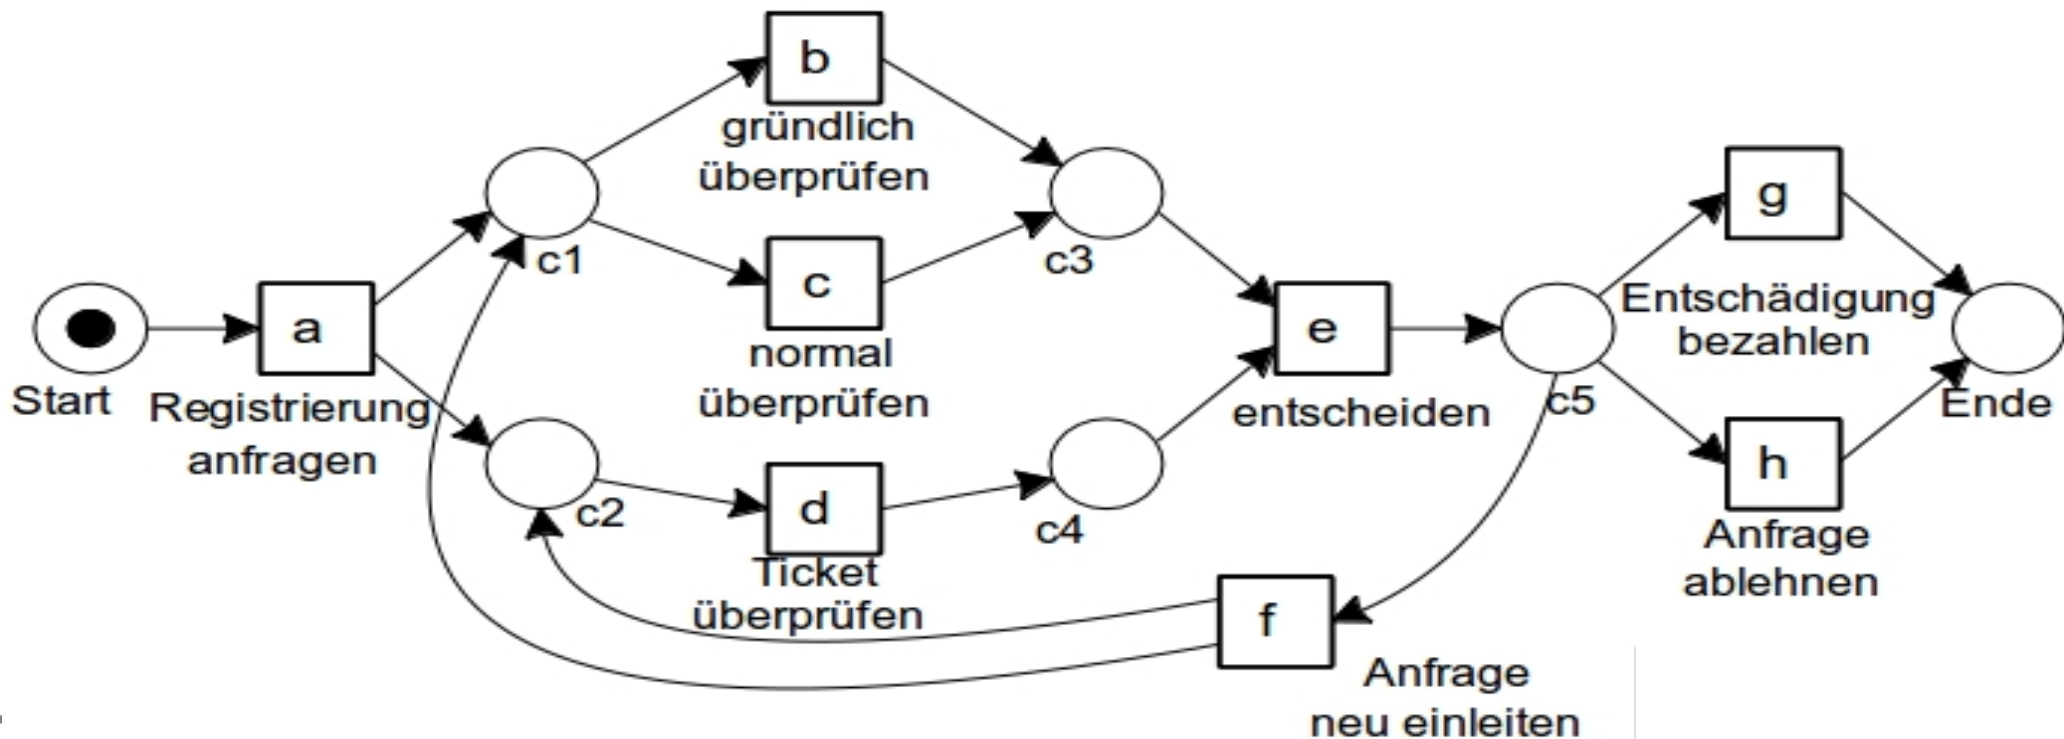 Start
a
Registrierung
anfragen
c1
c2
b
gründlich
überprüfen
c
normal
überprüfen
d
Ticket
überprüfen
c3
c4
e
entscheiden
c5
f
Anfrage
neu einleiten
g
Entschädigung
bezahlen
h
Anfrage
ablehnen
Ende